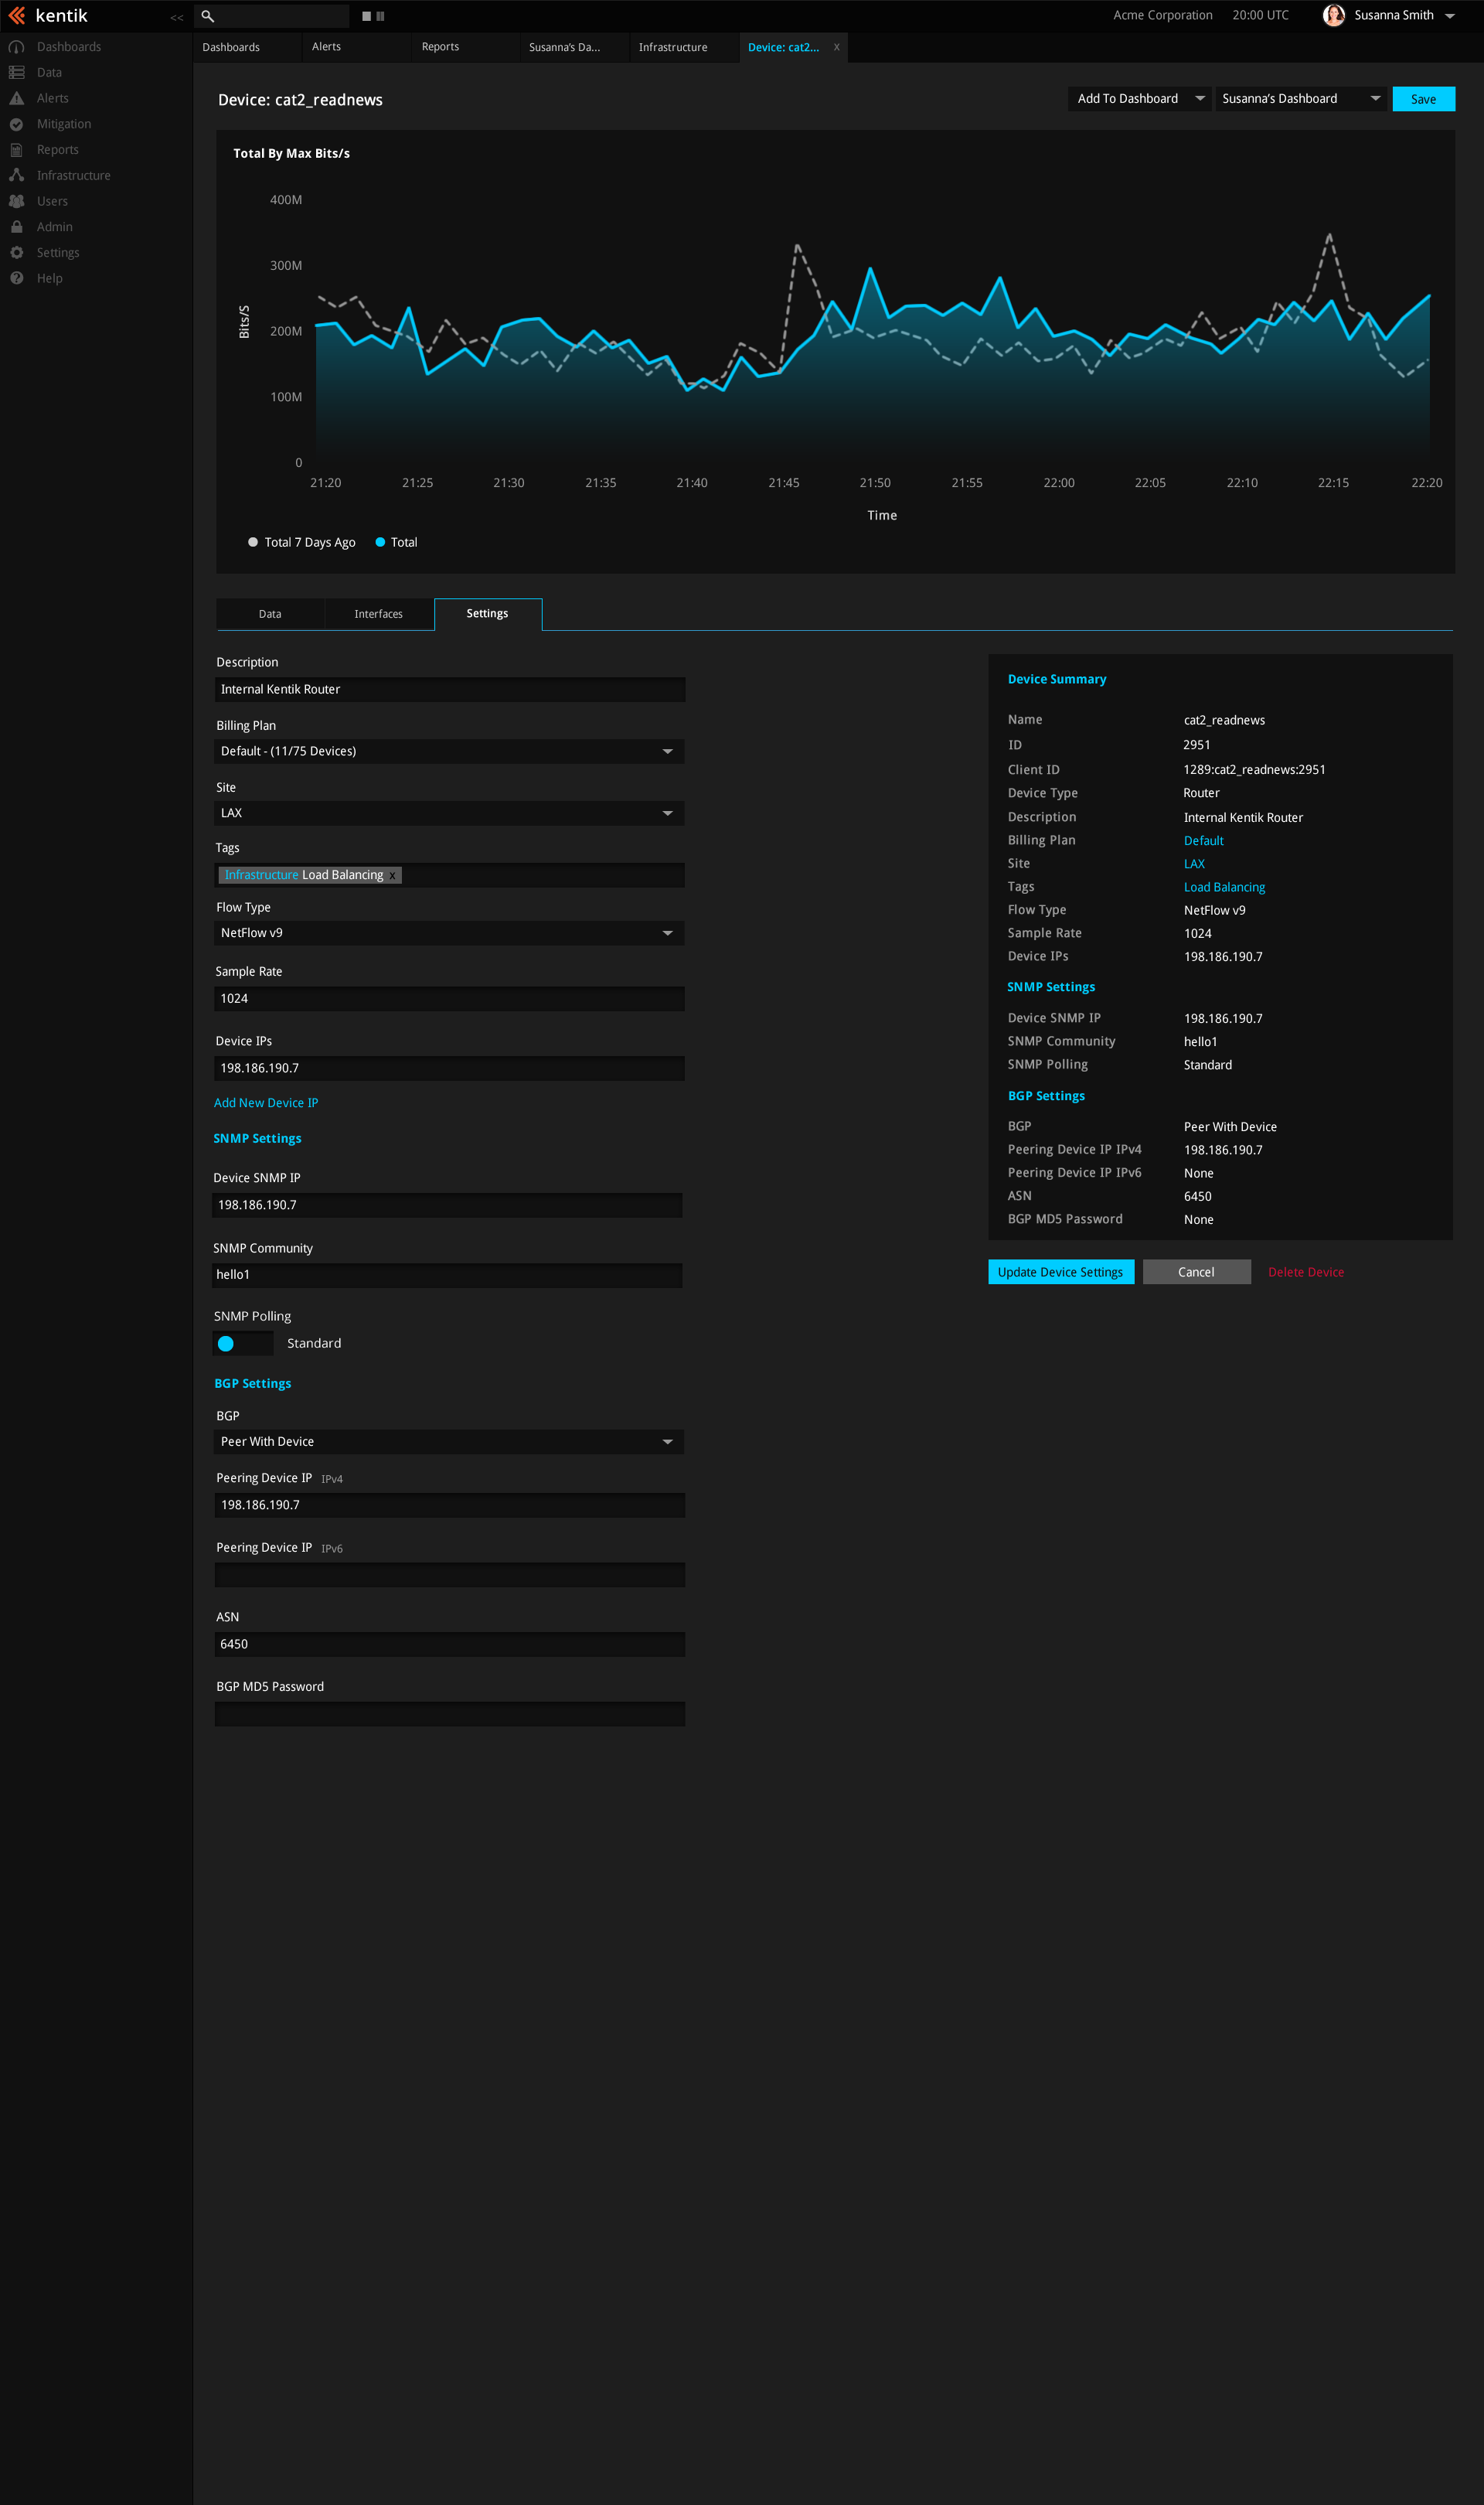 kentik <<
Acme Corporation 20:00 UTC Susanna Smith
Dashboards
Data
Alerts
Mitigation
Reports
Infrastructure
Users
Admin
Settings
Help
Dashboards Alerts Reports Susanna's Da... Infrastructure Device: cat2... X
Device: cat2_readnews
Add To Dashboard Susanna's Dashboard Save
Total By Max Bits/s
400M
300M
200M
100M
0
Bits/S
21:20 21:25 21:30 21:35 21:40 21:45 21:50 21:55 22:00 22:05 22:10 22:15 22:20
Time
Total 7 Days Ago Total
Data Interfaces Settings
Description
Internal Kentik Router
Billing Plan
Default - (11/75 Devices)
Site
LAX
Tags
Infrastructure Load Balancing x
Flow Type
NetFlow v9
Sample Rate
1024
Device IPs
198.186.190.7
Add New Device IP
SNMP Settings
Device SNMP IP
198.186.190.7
SNMP Community
hello1
SNMP Polling
Standard
BGP Settings
BGP
Peer With Device
Peering Device IP IPv4
198.186.190.7
Peering Device IP IPv6
ASN
6450
BGP MD5 Password
Device Summary
Name cat2_readnews
ID 2951
Client ID 1289:cat2_readnews:2951
Device Type Router
Description Internal Kentik Router
Billing Plan Default
Site LAX
Tags Load Balancing
Flow Type NetFlow v9
Sample Rate 1024
Device IPs 198.186.190.7
SNMP Settings
Device SNMP IP 198.186.190.7
SNMP Community hello1
SNMP Polling Standard
BGP Settings
BGP Peer With Device
Peering Device IP IPv4 198.186.190.7
Peering Device IP IPv6 None
ASN 6450
BGP MD5 Password None
Update Device Settings Cancel Delete Device